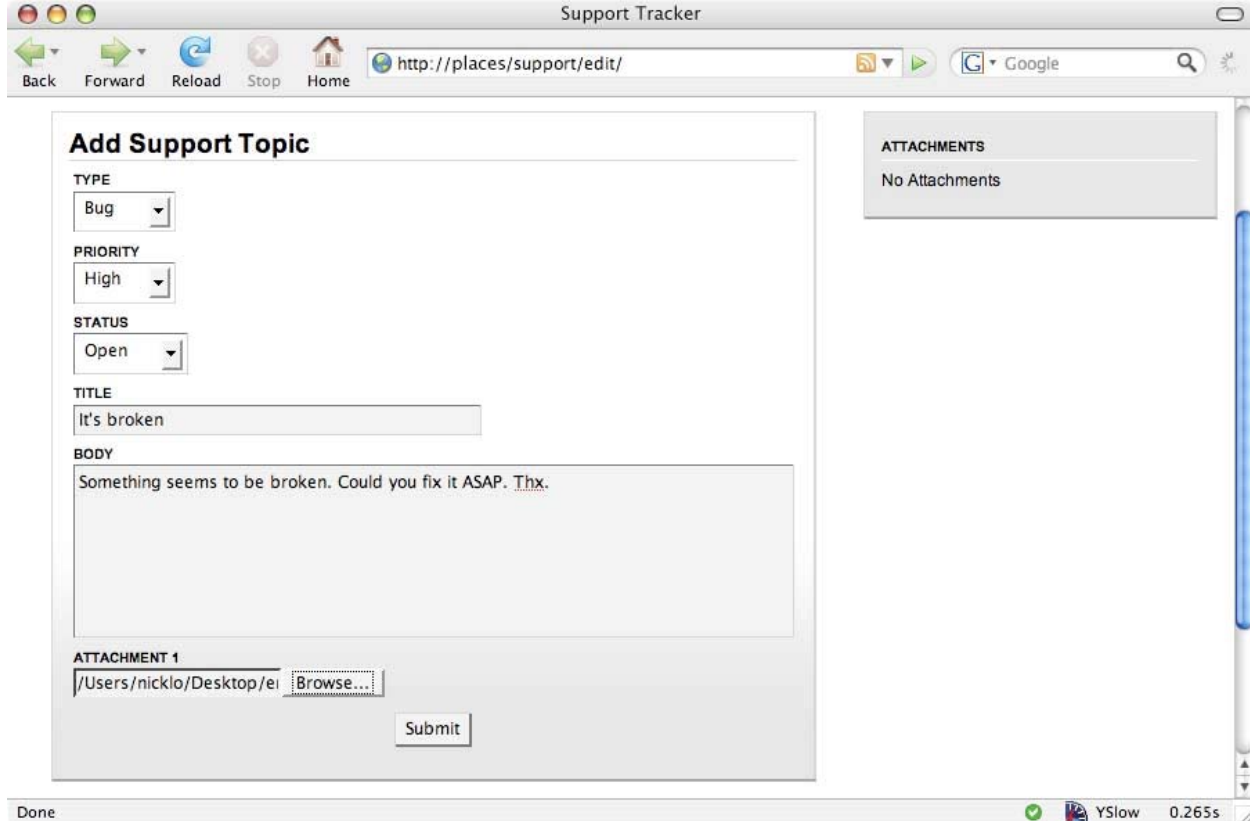 Support Tracker
Back Forward Reload Stop Home
http://places/support/edit/
G Google
Add Support Topic
TYPE
Bug
PRIORITY
High
STATUS
Open
TITLE
It's broken
BODY
Something seems to be broken. Could you fix it ASAP. Thx.
ATTACHMENT 1
/Users/nicklo/Desktop/ Browse...
Submit
ATTACHMENTS
No Attachments
Done YSlow 0.265s